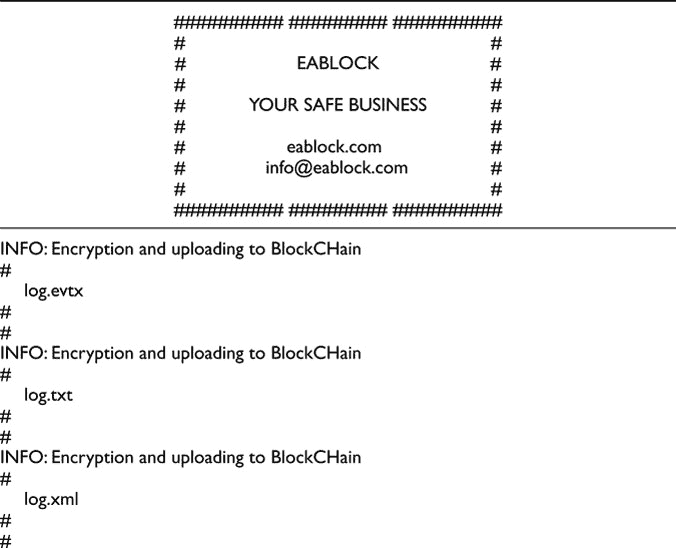 ########### ########## ###########
# #
# EABLOCK #
# #
# YOUR SAFE BUSINESS #
# #
# eablock.com #
# info@eablock.com #
# #
########### ########## ###########
INFO: Encryption and uploading to BlockCHain
#
log.evtx
#
#
INFO: Encryption and uploading to BlockCHain
#
log.txt
#
#
INFO: Encryption and uploading to BlockCHain
#
log.xml
#
#